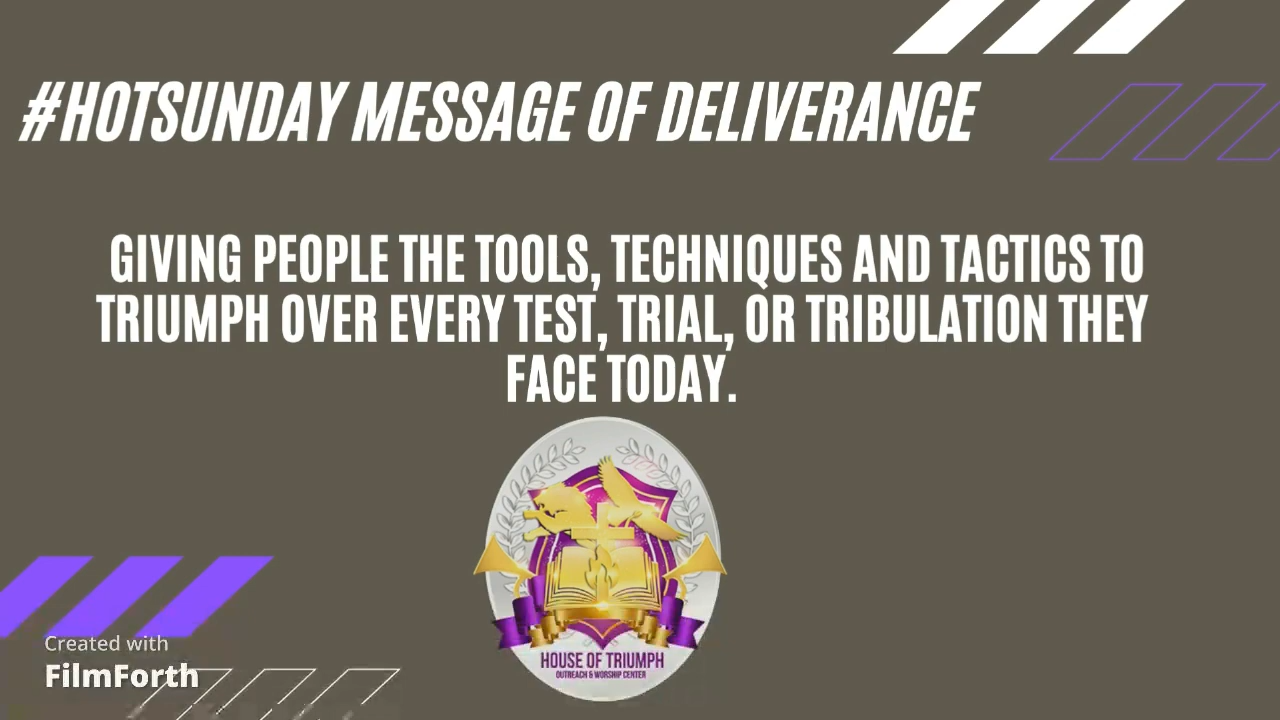 #HOTSUNDAY MESSAGE OF DELIVERANCE
GIVING PEOPLE THE TOOLS, TECHNIQUES AND TACTICS TO
TRIUMPH OVER EVERY TEST, TRIAL, OR TRIBULATION THEY
FACE TODAY.
HOUSE OF TRIUMPH
OUTREACH & WORSHIP CENTER
Created with
FilmForth